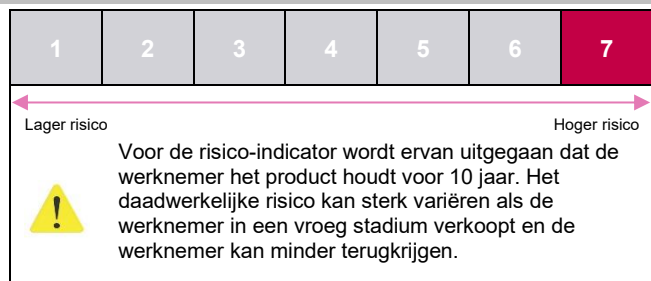 1 2 3 4 5 6 7
Lager risico Hoger risico
Voor de risico-indicator wordt ervan uitgegaan dat de
werknemer het product houdt voor 10 jaar. Het
daadwerkelijke risico kan sterk variëren als de
werknemer in een vroeg stadium verkoopt en de
werknemer kan minder terugkrijgen.